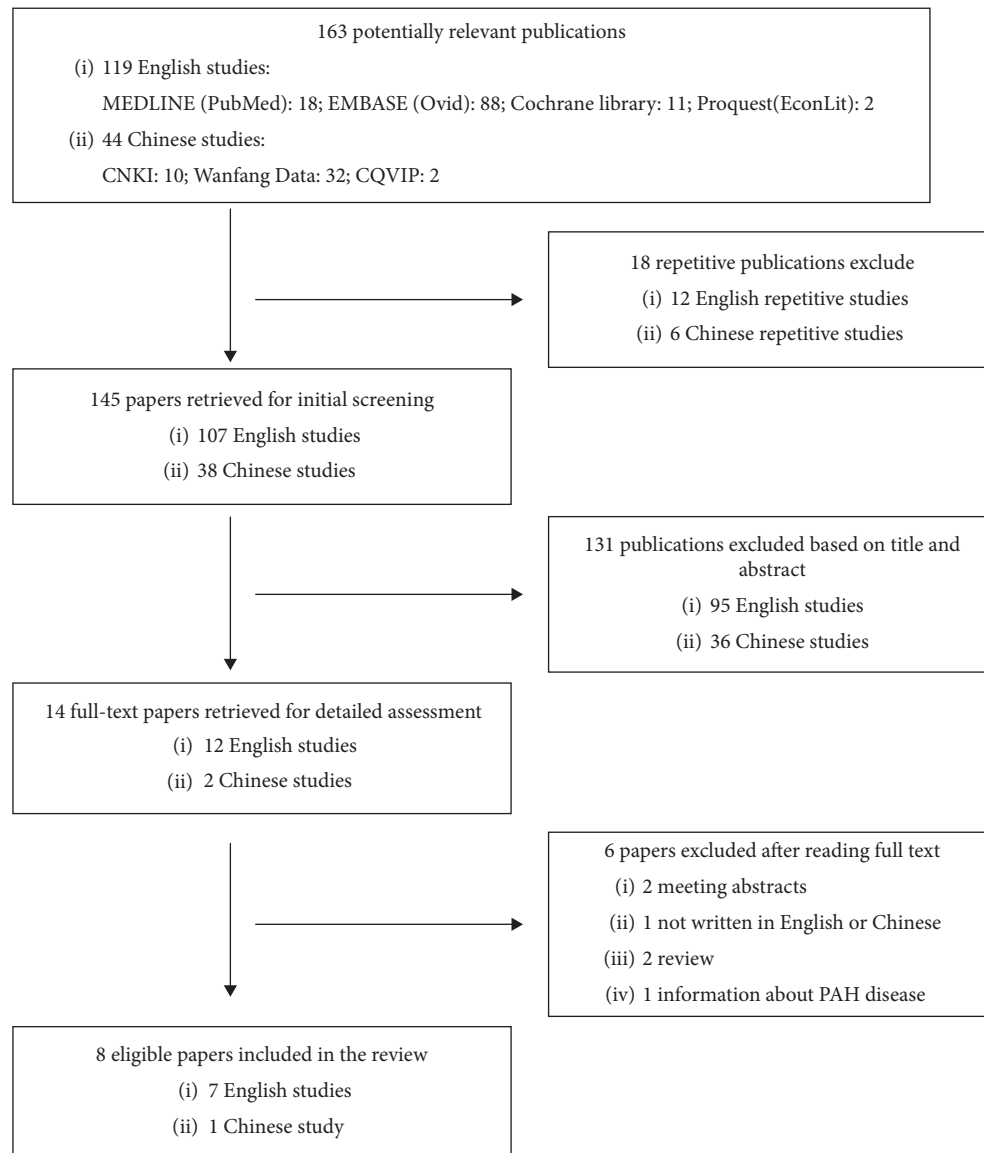 163 potentially relevant publications
(i) 119 English studies:
MEDLINE (PubMed): 18; EMBASE (Ovid): 88; Cochrane library: 11; Proquest(EconLit): 2
(ii) 44 Chinese studies:
CNKI: 10; Wanfang Data: 32; CQVIP: 2
18 repetitive publications exclude
(i) 12 English repetitive studies
(ii) 6 Chinese repetitive studies
145 papers retrieved for initial screening
(i) 107 English studies
(ii) 38 Chinese studies
131 publications excluded based on title and
abstract
(i) 95 English studies
(ii) 36 Chinese studies
14 full-text papers retrieved for detailed assessment
(i) 12 English studies
(ii) 2 Chinese studies
6 papers excluded after reading full text
(i) 2 meeting abstracts
(ii) 1 not written in English or Chinese
(iii) 2 review
(iv) 1 information about PAH disease
8 eligible papers included in the review
(i) 7 English studies
(ii) 1 Chinese study